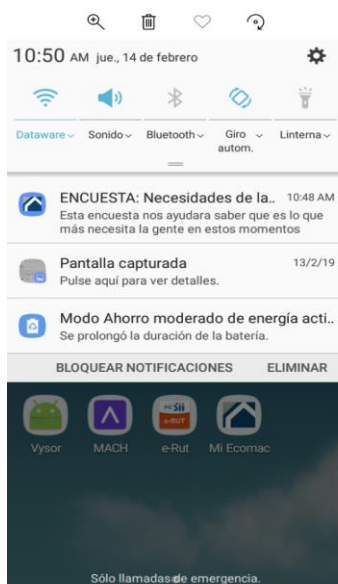 10:50 AM jue., 14 de febrero
Dataware Sonido Bluetooth Giro autom. Linterna
ENCUESTA: Necesidades de la.. 10:48 AM
Esta encuesta nos ayudara saber que es lo que
más necesita la gente en estos momentos
Pantalla capturada 13/2/19
Pulse aquí para ver detalles.
Modo Ahorro moderado de energía acti..
Se prolongó la duración de la batería.
BLOQUEAR NOTIFICACIONES ELIMINAR
Sii
e-RUT
Vysor MACH e-Rut Mi Ecomac
Sólo llamadas de emergencia.